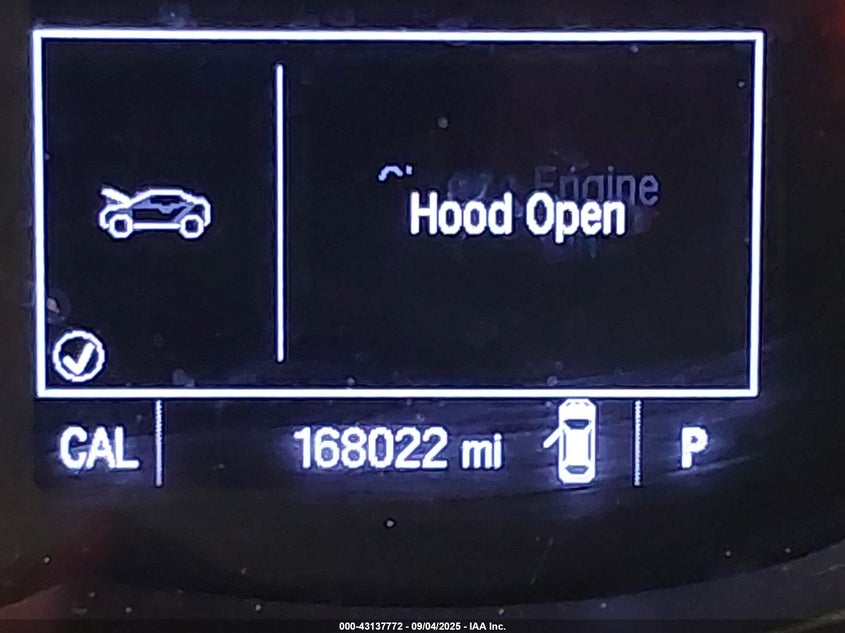 Engine
Hood Open
CAL 168022 mi P
000-43137772 - 09/04/2025 - IAA Inc.